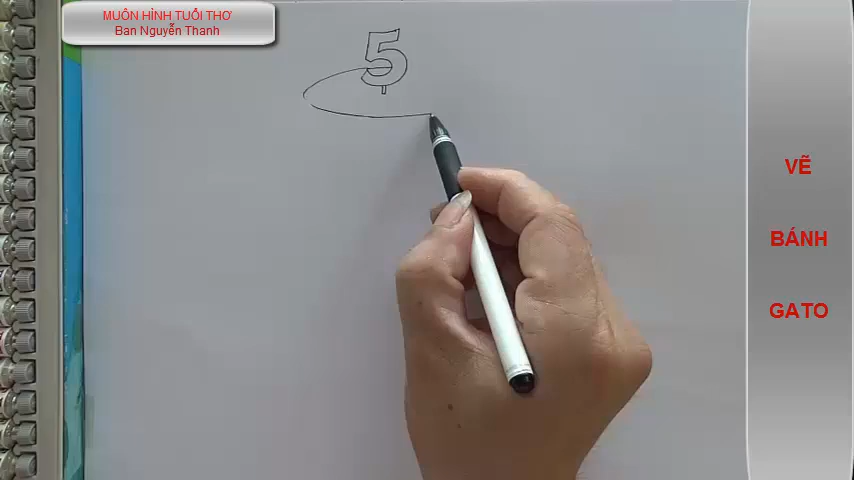 MUÔN HÌNH TUỔI THƠ
Ban Nguyễn Thanh
5
VẼ
BÁNH
GATO